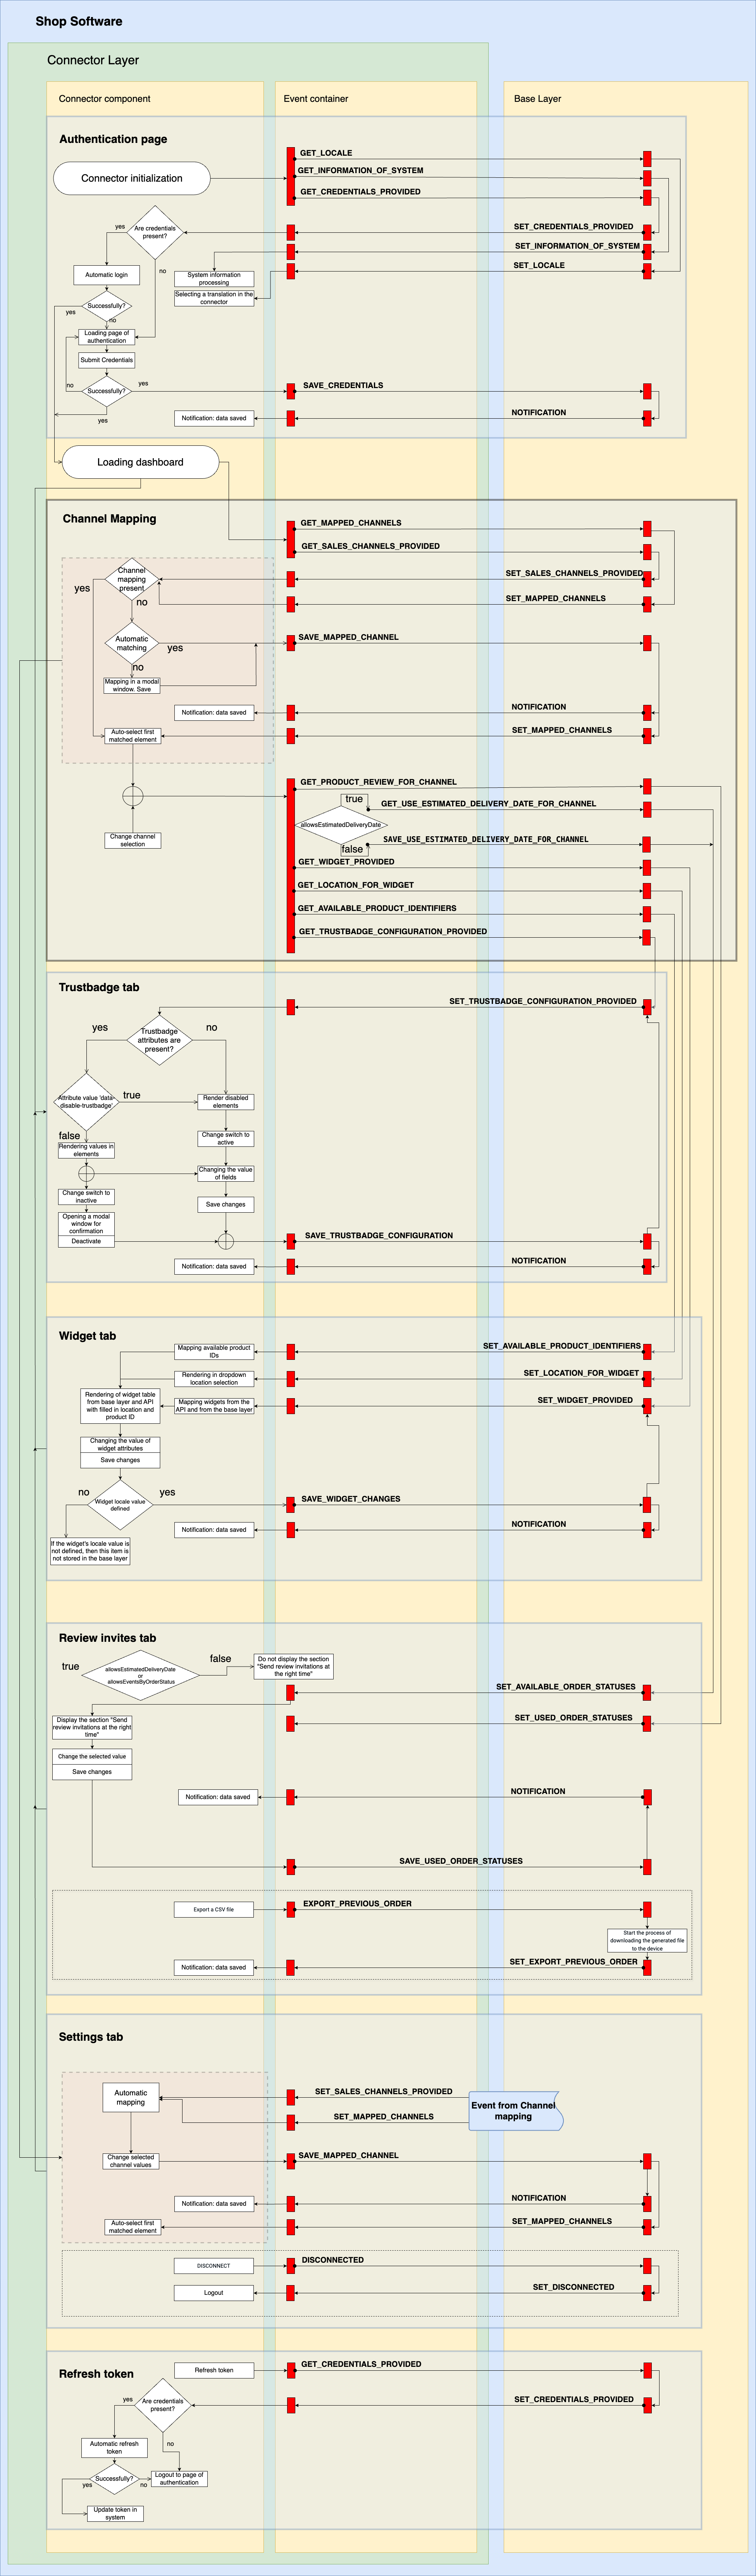 Shop Software
Connector Layer
Connector component
Event container
Base Layer
Authentication page
Connector initialization
GET_LOCALE
GET_INFORMATION_OF_SYSTEM
GET_CREDENTIALS_PROVIDED
Are credentials
present?
yes
no
SET_CREDENTIALS_PROVIDED
SET_INFORMATION_OF_SYSTEM
SET_LOCALE
Automatic login
System information
processing
Selecting a translation in the
connector
Successfully?
yes
no
Loading page of
authentication
Submit Credentials
Successfully?
no
yes
yes
SAVE_CREDENTIALS
Notification: data saved
NOTIFICATION
Loading dashboard
Channel Mapping
GET_MAPPED_CHANNELS
GET_SALES_CHANNELS_PROVIDED
Channel
mapping
present
yes
no
SET_SALES_CHANNELS_PROVIDED
SET_MAPPED_CHANNELS
Automatic
matching
yes
no
SAVE_MAPPED_CHANNEL
Mapping in a modal
window. Save
Notification: data saved
NOTIFICATION
Auto-select first
matched element
SET_MAPPED_CHANNELS
GET_PRODUCT_REVIEW_FOR_CHANNEL
true
GET_USE_ESTIMATED_DELIVERY_DATE_FOR_CHANNEL
allowsEstimatedDeliveryDate
Change channel
selection
SAVE_USE_ESTIMATED_DELIVERY_DATE_FOR_CHANNEL
false
GET_WIDGET_PROVIDED
GET_LOCATION_FOR_WIDGET
GET_AVAILABLE_PRODUCT_IDENTIFIERS
GET_TRUSTBADGE_CONFIGURATION_PROVIDED
Trustbadge tab
SET_TRUSTBADGE_CONFIGURATION_PROVIDED
yes
no
Trustbadge
attributes are
present?
Attribute value 'data-
disable-trustbadge'
true
false
Render disabled
elements
Change switch to
active
Rendering values in
elements
Changing the value
of fields
Change switch to
inactive
Save changes
Opening a modal
window for
confirmation
Deactivate
SAVE_TRUSTBADGE_CONFIGURATION
Notification: data saved
NOTIFICATION
Widget tab
Mapping available product
IDs
SET_AVAILABLE_PRODUCT_IDENTIFIERS
Rendering in dropdown
location selection
SET_LOCATION_FOR_WIDGET
Rendering of widget table
from base layer and API
with filled in location and
product ID
Mapping widgets from the
API and from the base layer
SET_WIDGET_PROVIDED
Changing the value of
widget attributes
Save changes
no
yes
Widget locale value
defined
SAVE_WIDGET_CHANGES
Notification: data saved
NOTIFICATION
If the widget's locale value is
not defined, then this item is
not stored in the base layer
Review invites tab
true
false
allowsEstimatedDeliveryDate
or
allowsEventsByOrderStatus
Do not display the section
"Send review invitations at
the right time"
SET_AVAILABLE_ORDER_STATUSES
Display the section "Send
review invitations at the right
time"
SET_USED_ORDER_STATUSES
Change the selected value
Save changes
Notification: data saved
NOTIFICATION
SAVE_USED_ORDER_STATUSES
Export a CSV file
EXPORT_PREVIOUS_ORDER
Start the process of
downloading the generated file
to the device
Notification: data saved
SET_EXPORT_PREVIOUS_ORDER
Settings tab
Automatic
mapping
SET_SALES_CHANNELS_PROVIDED
SET_MAPPED_CHANNELS
Event from Channel
mapping
Change selected
channel values
SAVE_MAPPED_CHANNEL
Notification: data saved
NOTIFICATION
Auto-select first
matched element
SET_MAPPED_CHANNELS
DISCONNECT
DISCONNECTED
Logout
SET_DISCONNECTED
Refresh token
Refresh token
GET_CREDENTIALS_PROVIDED
yes
Are credentials
present?
SET_CREDENTIALS_PROVIDED
Automatic refresh
token
no
Successfully?
yes
no
Logout to page of
authentication
Update token in
system